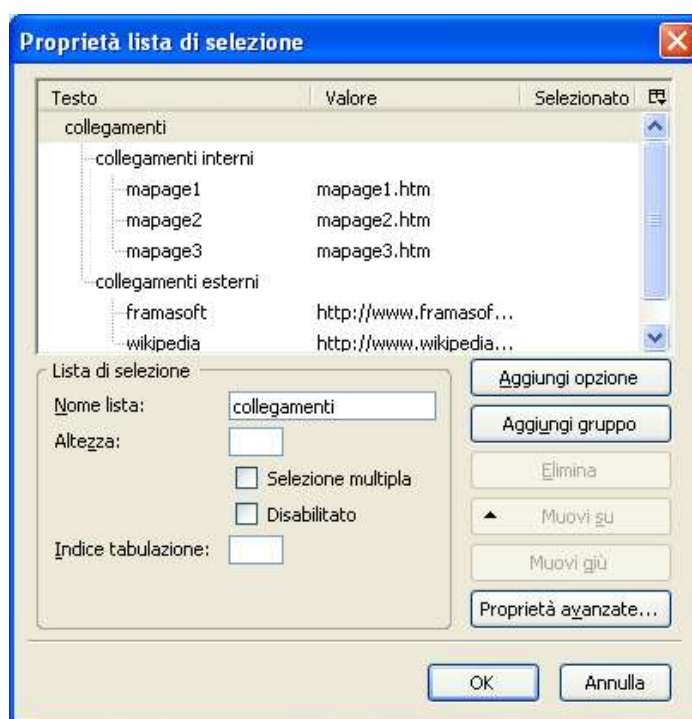 Proprietà lista di selezione
Testo Valore Selezionato
collegamenti
collegamenti interni
mapage1 mapage1.htm
mapage2 mapage2.htm
mapage3 mapage3.htm
collegamenti esterni
framasoft http://www.framasof...
wikipedia http://www.wikipedia...
Lista di selezione
Nome lista: collegamenti
Altezza:
Selezione multipla
Disabilitato
Indice tabulazione:
Aggiungi opzione
Aggiungi gruppo
Elimina
Muovi su
Muovi giù
Proprietà avanzate...
OK Annulla